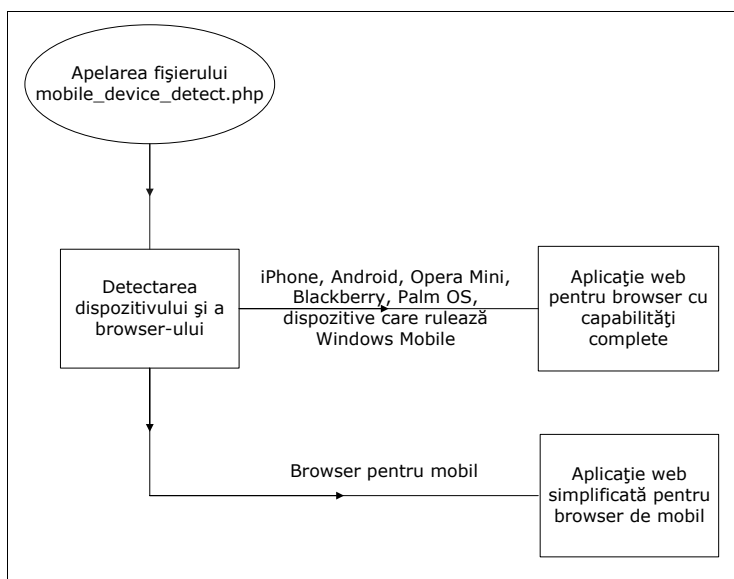 Apelarea fişierului
mobile_device_detect.php
Detectarea
dispozitivului şi a
browser-ului
iPhone, Android, Opera Mini,
Blackberry, Palm OS,
dispozitive care rulează
Windows Mobile
Aplicaţie web
pentru browser cu
capabilităţi
complete
Browser pentru mobil
Aplicaţie web
simplificată pentru
browser de mobil